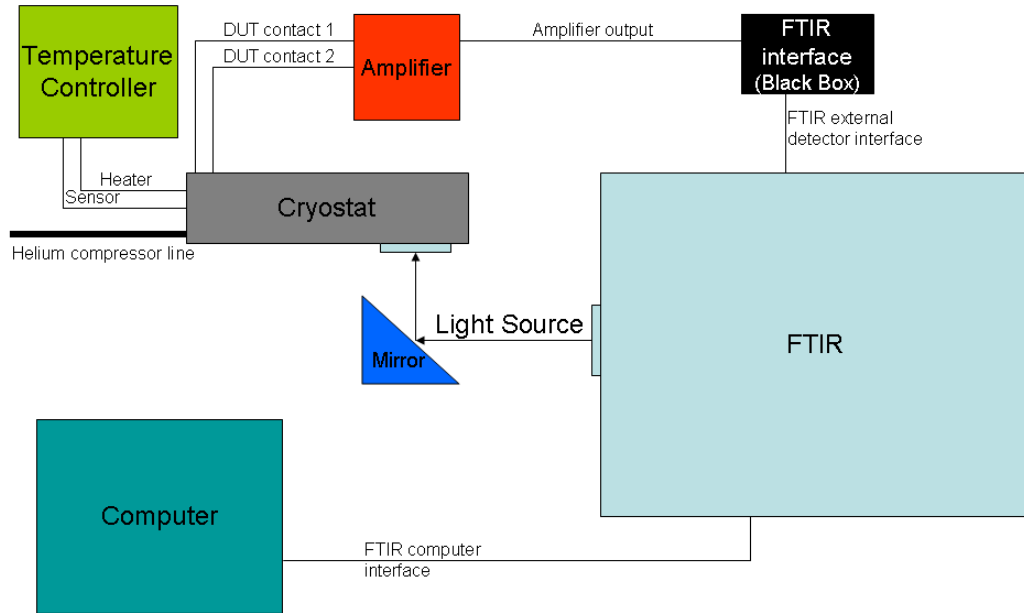 Temperature
Controller
DUT contact 1
DUT contact 2
Amplifier
Amplifier output
FTIR
interface
(Black Box)
FTIR external
detector interface
Heater
Sensor
Cryostat
Helium compressor line
Light Source
Mirror
FTIR
Computer
FTIR computer
interface